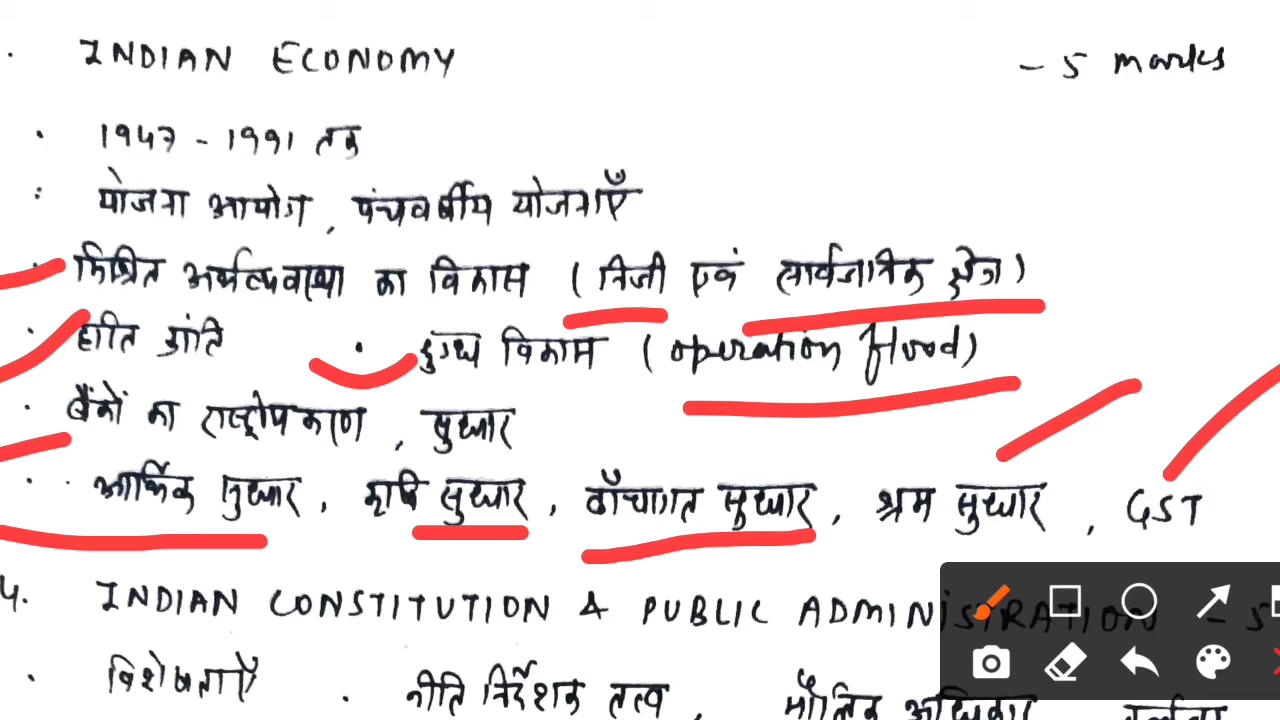 . INDIAN ECONOMY - 5 marks
. 1947 - 1991 तक
: योजना आयोग, पंचवर्षीय योजनाएँ
. मिश्रित अर्थव्यवस्था का विकास (निजी एवं सार्वजनिक क्षेत्र)
. हरित क्रांति . दुग्ध विकास (operation flood)
. बैंकों का राष्ट्रीयकरण, सुधार
. आर्थिक सुधार, कृषि सुधार, ढाँचागत सुधार, श्रम सुधार, GST
4. INDIAN CONSTITUTION & PUBLIC ADMINISTRATION - 5
. विशेषताएँ . नीति निर्देशक तत्व, मौलिक अधिकार